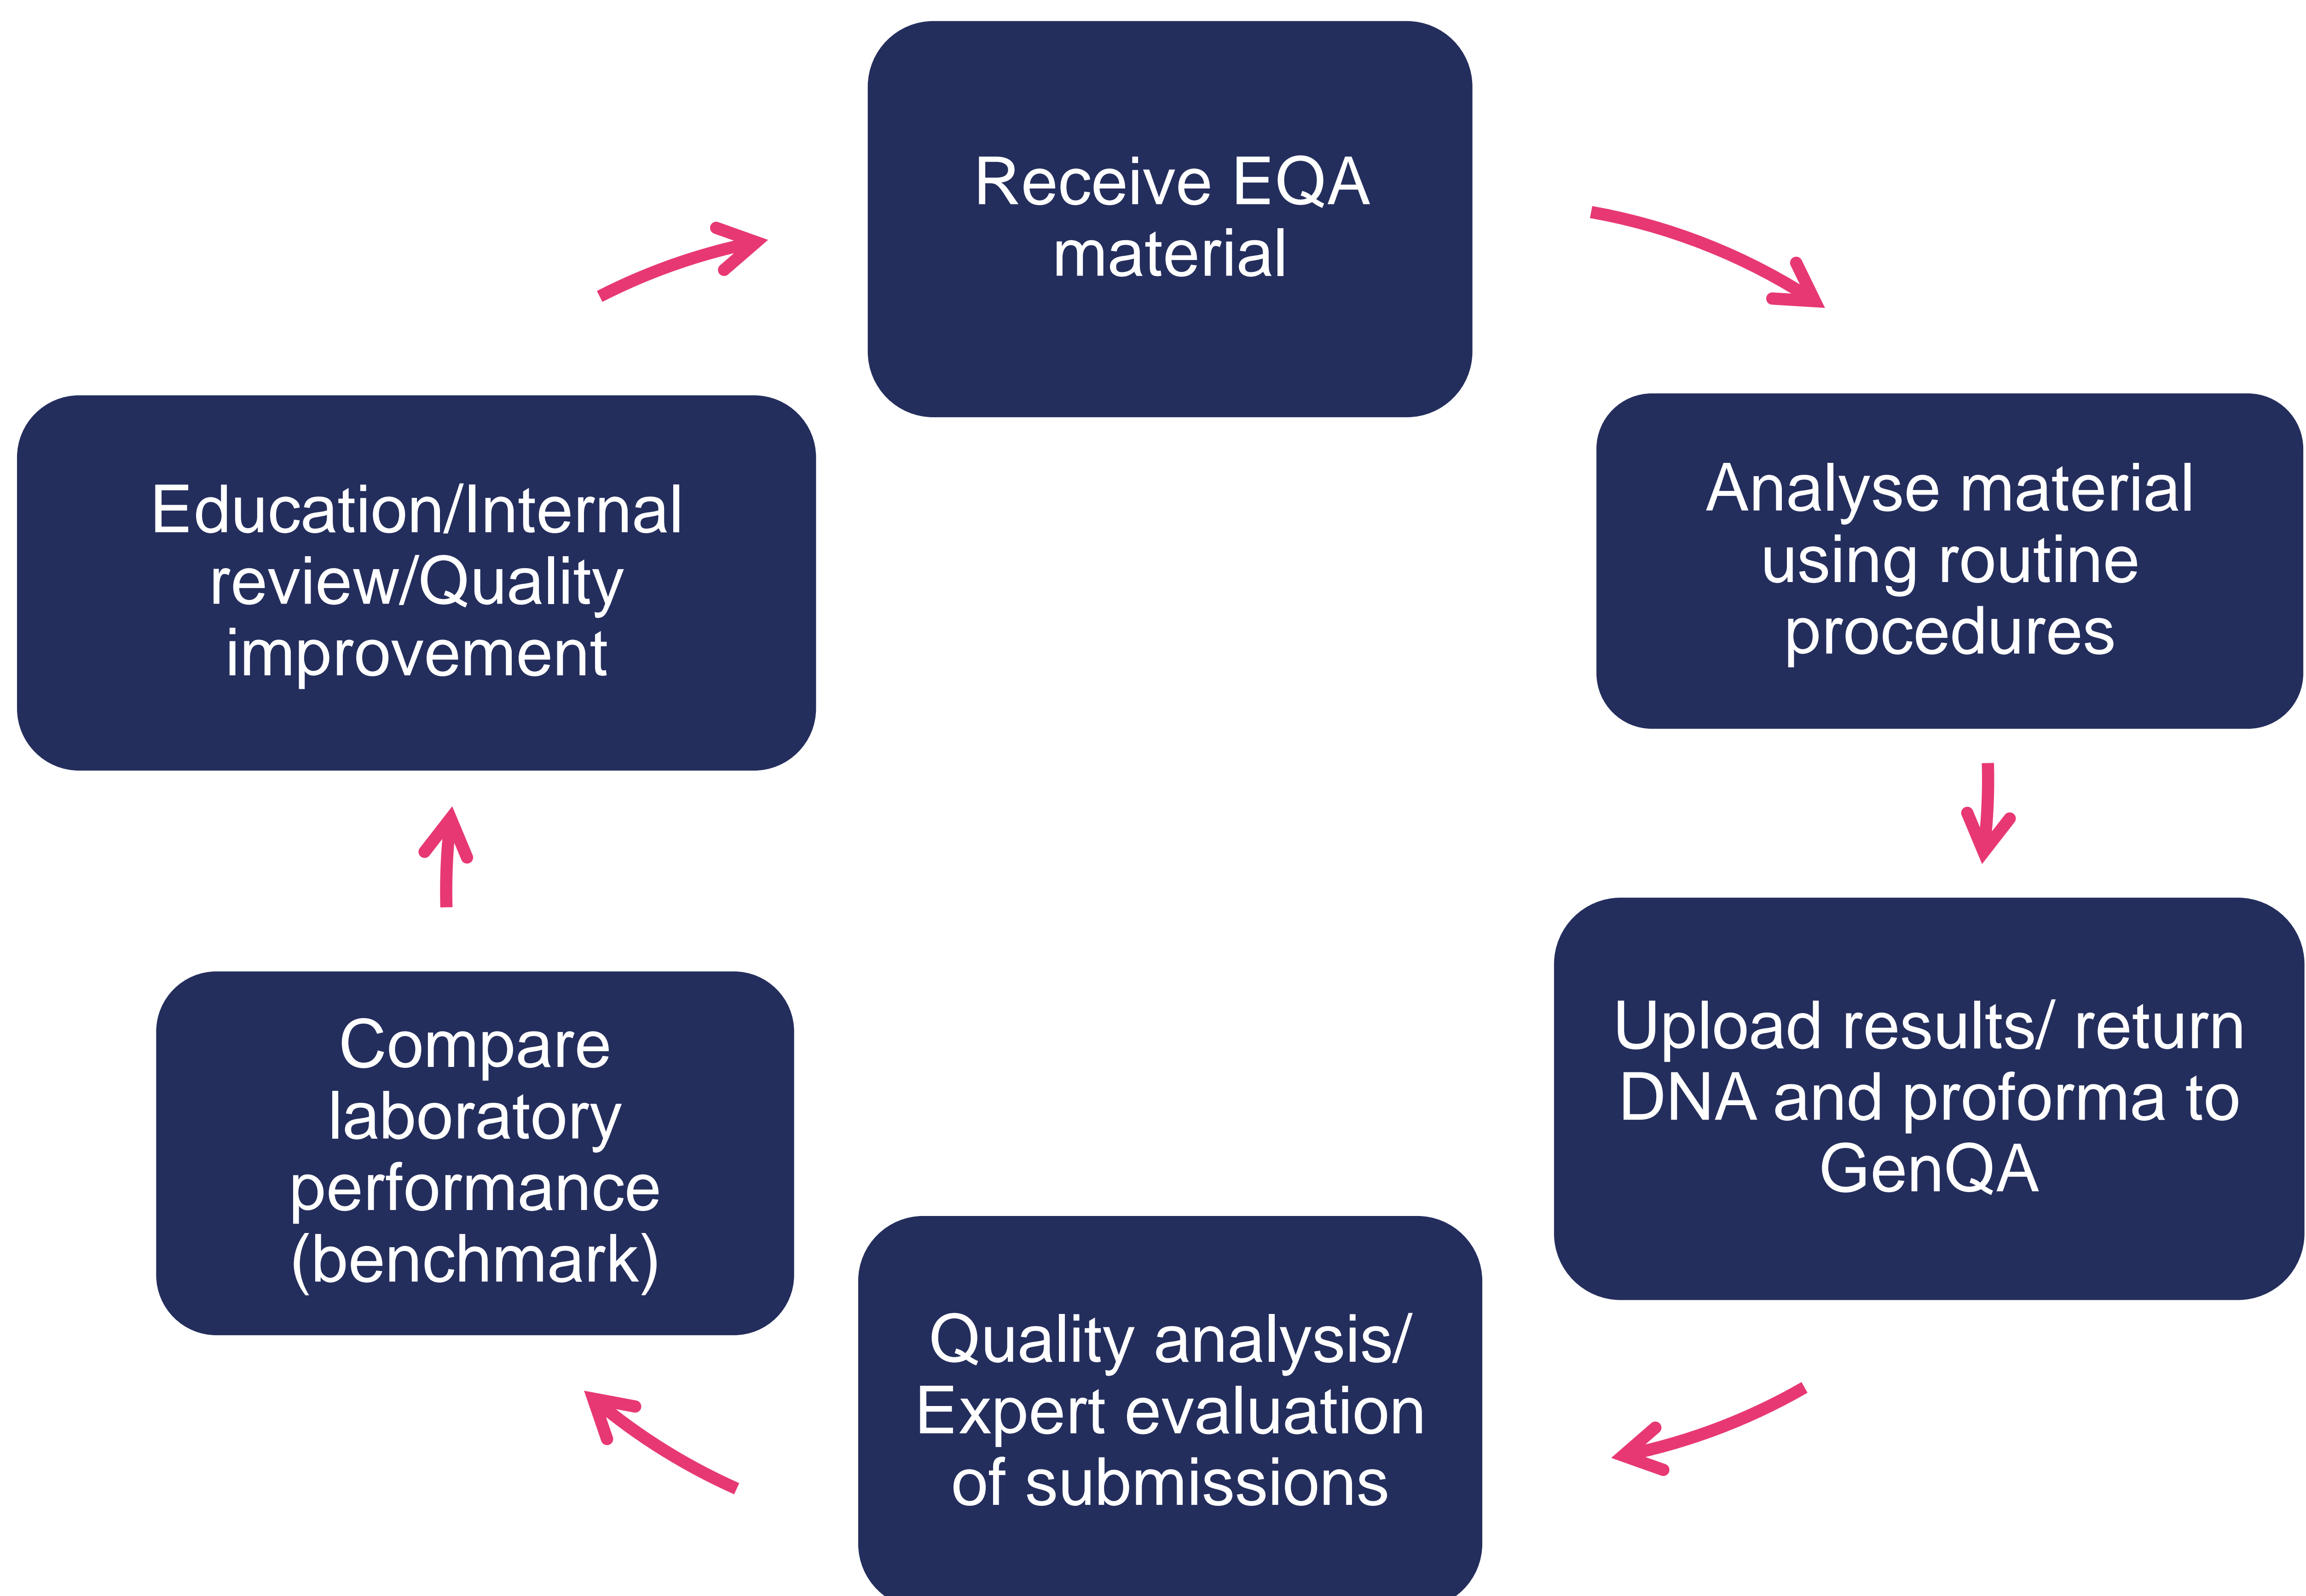 Receive EQA
material
Analyse material
using routine
procedures
Upload results/ return
DNA and proforma to
GenQA
Quality analysis/
Expert evaluation
of submissions
Compare
laboratory
performance
(benchmark)
Education/Internal
review/Quality
improvement